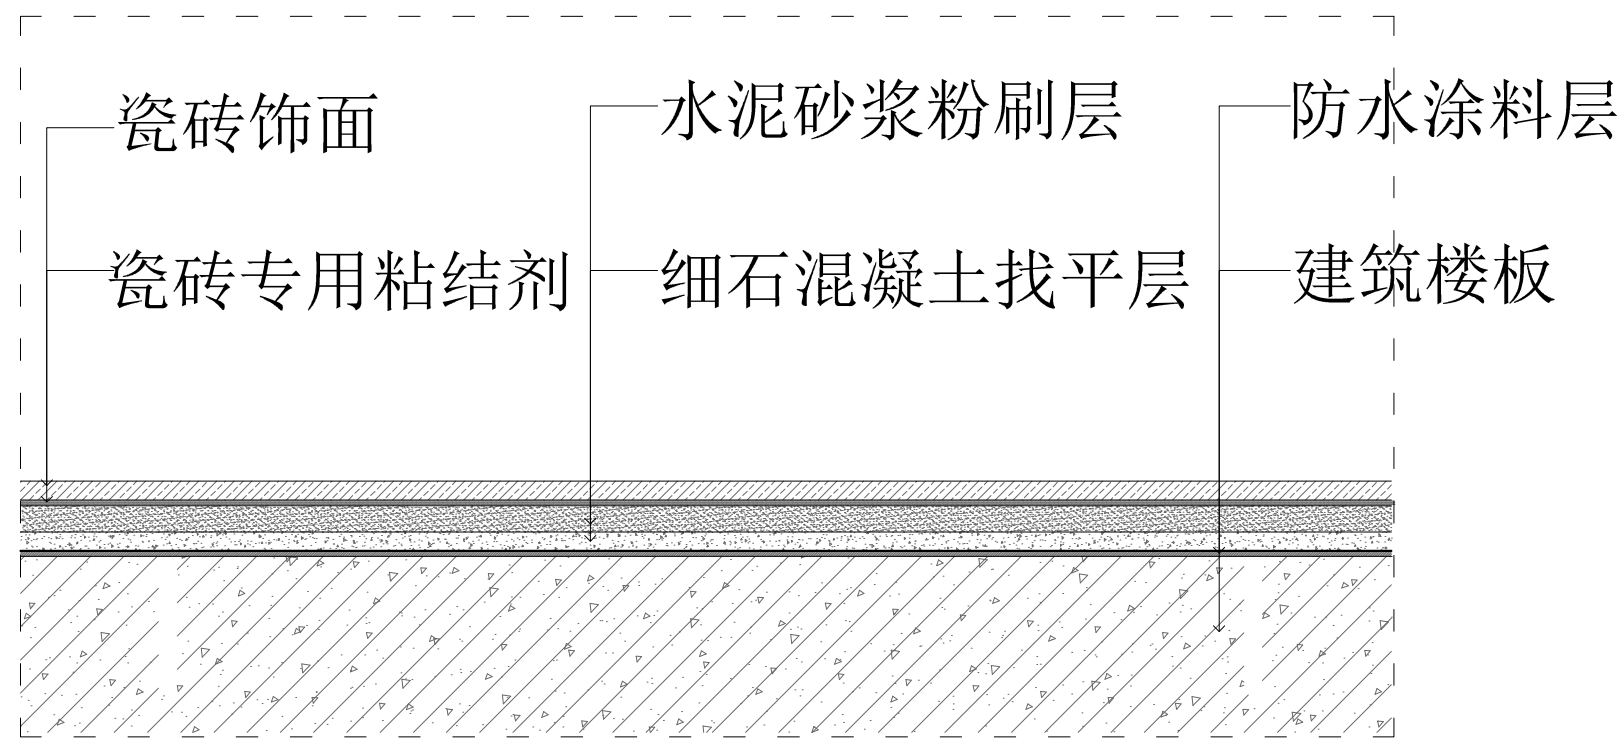 瓷砖饰面
水泥砂浆粉刷层
防水涂料层
瓷砖专用粘结剂
细石混凝土找平层
建筑楼板